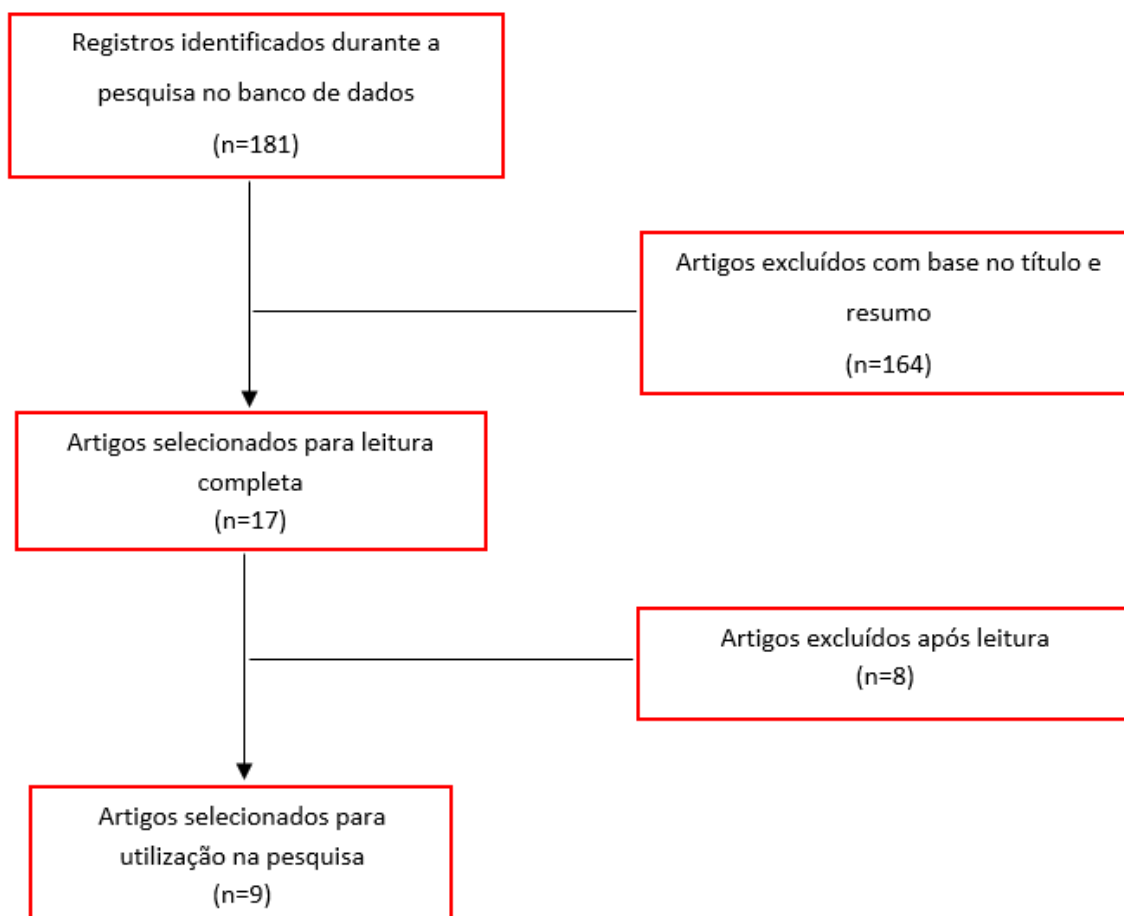 Registros identificados durante a
pesquisa no banco de dados
(n=181)
Artigos excluídos com base no título e
resumo
(n=164)
Artigos selecionados para leitura
completa
(n=17)
Artigos excluídos após leitura
(n=8)
Artigos selecionados para
utilização na pesquisa
(n=9)